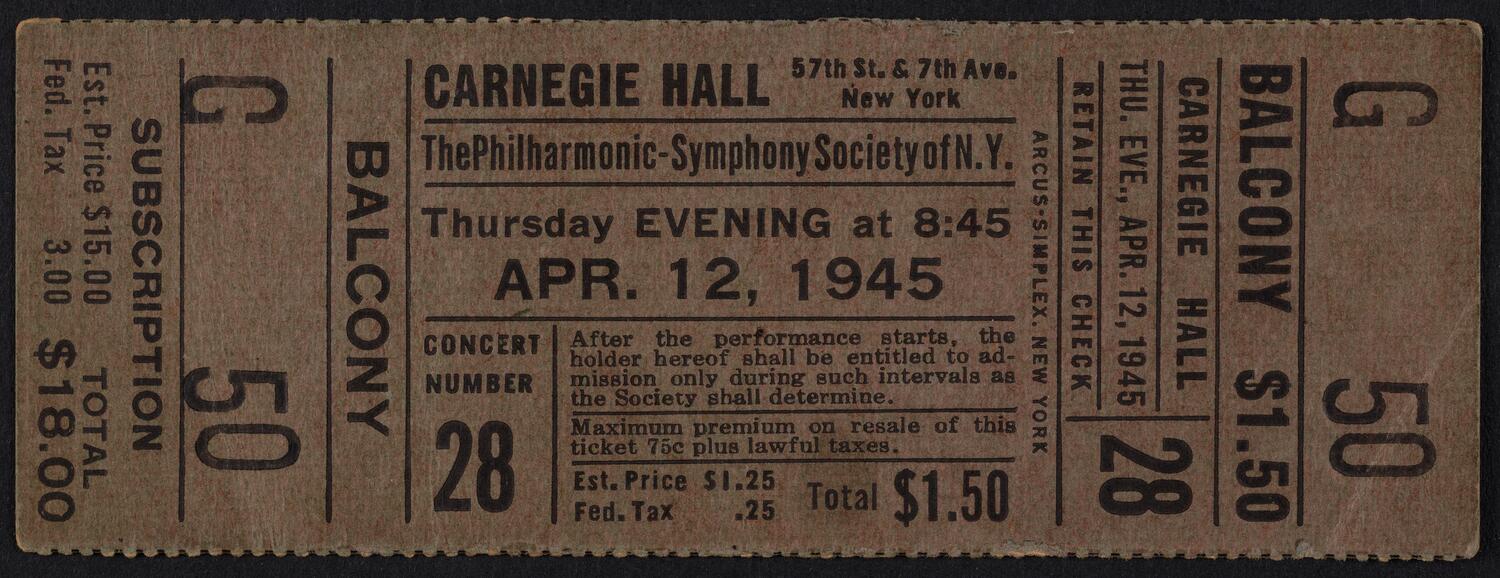 Est. Price $15.00
Fed. Tax 3.00
TOTAL
$18.00
SUBSCRIPTION
G 50
BALCONY
CARNEGIE HALL
57th St. & 7th Ave.
New York
The Philharmonic-Symphony Society of N.Y.
Thursday EVENING at 8:45
APR. 12, 1945
CONCERT
NUMBER
28
After the performance starts, the
holder hereof shall be entitled to ad-
mission only during such intervals as
the Society shall determine.
Maximum premium on resale of this
ticket 75c plus lawful taxes.
Est. Price $1.25
Fed. Tax .25
Total $1.50
ARCUS-SIMPLEX. NEW YORK
RETAIN THIS CHECK
THU. EVE., APR. 12, 1945
CARNEGIE HALL
28
BALCONY $1.50
G 50